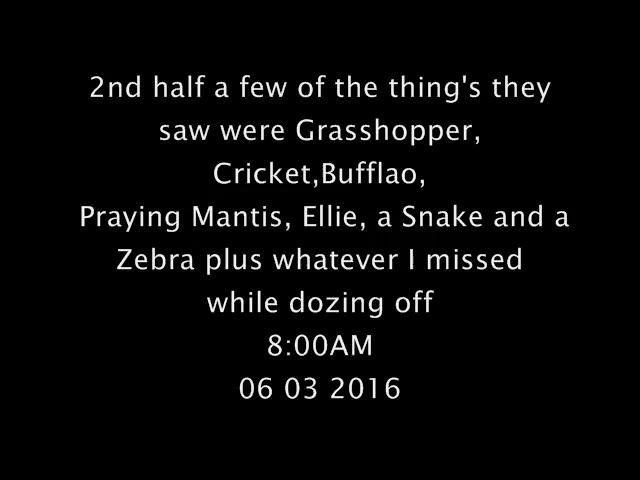 2nd half a few of the thing's they
saw were Grasshopper,
Cricket,Bufflao,
Praying Mantis, Ellie, a Snake and a
Zebra plus whatever I missed
while dozing off
8:00AM
06 03 2016